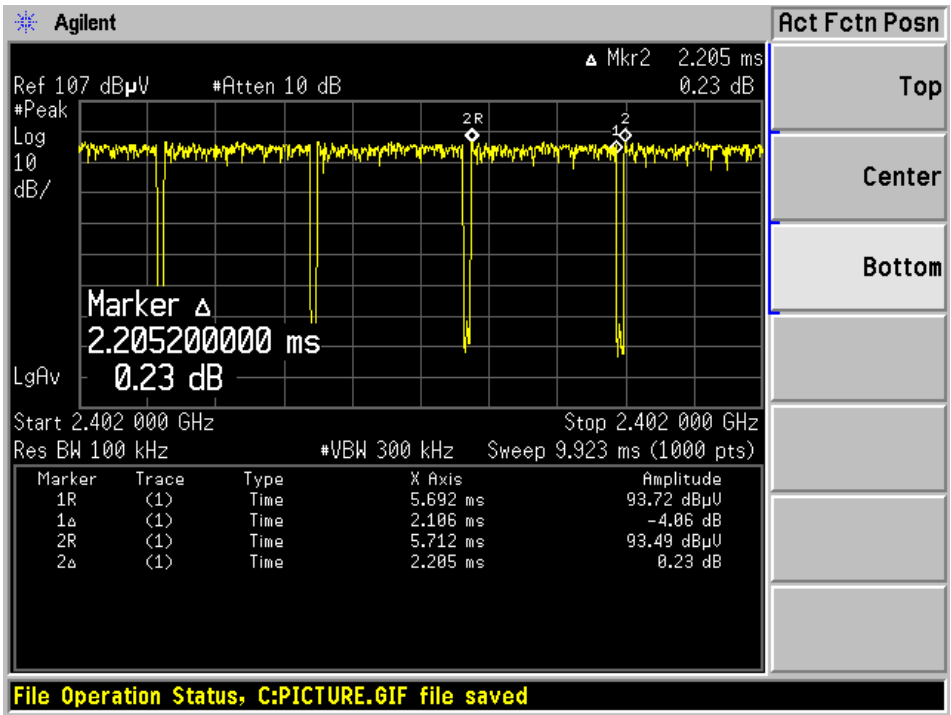 Agilent
Act Fctn Posn
Δ Mkr2 2.205 ms
Ref 107 dBµV #Atten 10 dB 0.23 dB
#Peak
Log
10
dB/
2R
1
2
Marker Δ
2.205200000 ms
0.23 dB
LgAv
Start 2.402 000 GHz Stop 2.402 000 GHz
Res BW 100 kHz #VBW 300 kHz Sweep 9.923 ms (1000 pts)
Marker Trace Type X Axis Amplitude
1R (1) Time 5.692 ms 93.72 dBµV
1Δ (1) Time 2.106 ms -4.06 dB
2R (1) Time 5.712 ms 93.49 dBµV
2Δ (1) Time 2.205 ms 0.23 dB
File Operation Status, C:PICTURE.GIF file saved
Top
Center
Bottom